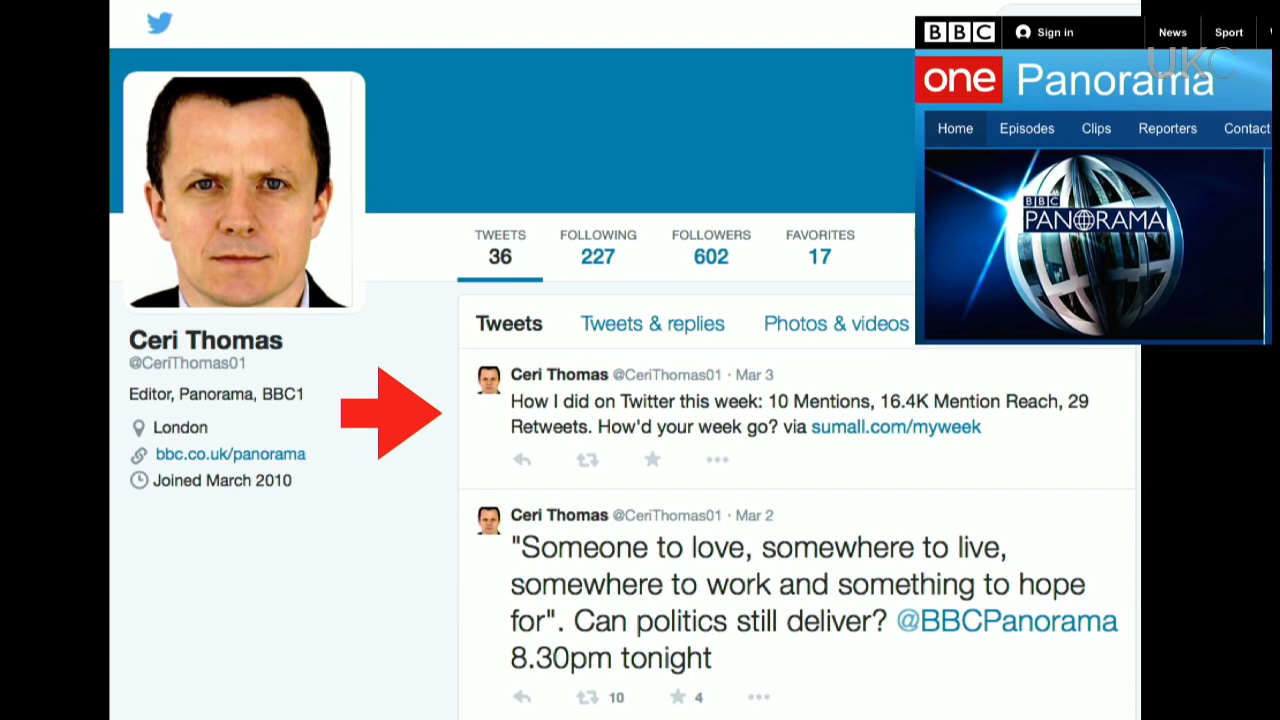 BBC
Sign in
News
Sport
UKC
one
Panorama
Home
Episodes
Clips
Reporters
Contact
BBC
PANORAMA
TWEETS
36
FOLLOWING
227
FOLLOWERS
602
FAVORITES
17
Ceri Thomas
@CeriThomas01
Editor, Panorama, BBC1
London
bbc.co.uk/panorama
Joined March 2010
Tweets
Tweets & replies
Photos & videos
Ceri Thomas @CeriThomas01 · Mar 3
How I did on Twitter this week: 10 Mentions, 16.4K Mention Reach, 29
Retweets. How'd your week go? via sumall.com/myweek
Ceri Thomas @CeriThomas01 · Mar 2
"Someone to love, somewhere to live,
somewhere to work and something to hope
for". Can politics still deliver? @BBCPanorama
8.30pm tonight
10
4